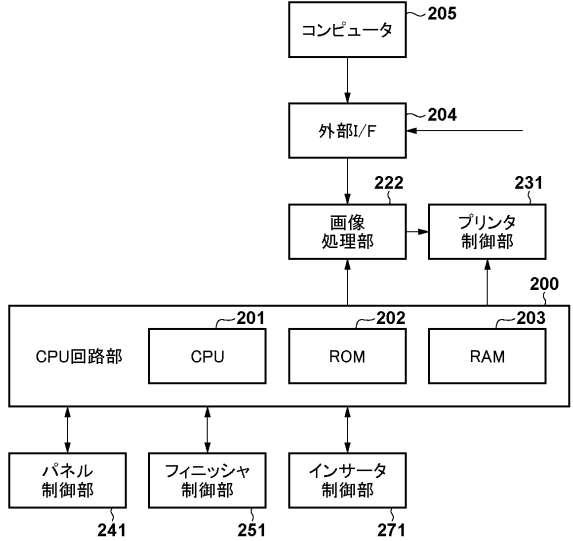 205
コンピュータ
204
外部I/F
222
231
画像
処理部
プリンタ
制御部
200
201
202
203
CPU回路部
CPU
ROM
RAM
パネル
制御部
フィニッシャ
制御部
インサータ
制御部
241
251
271